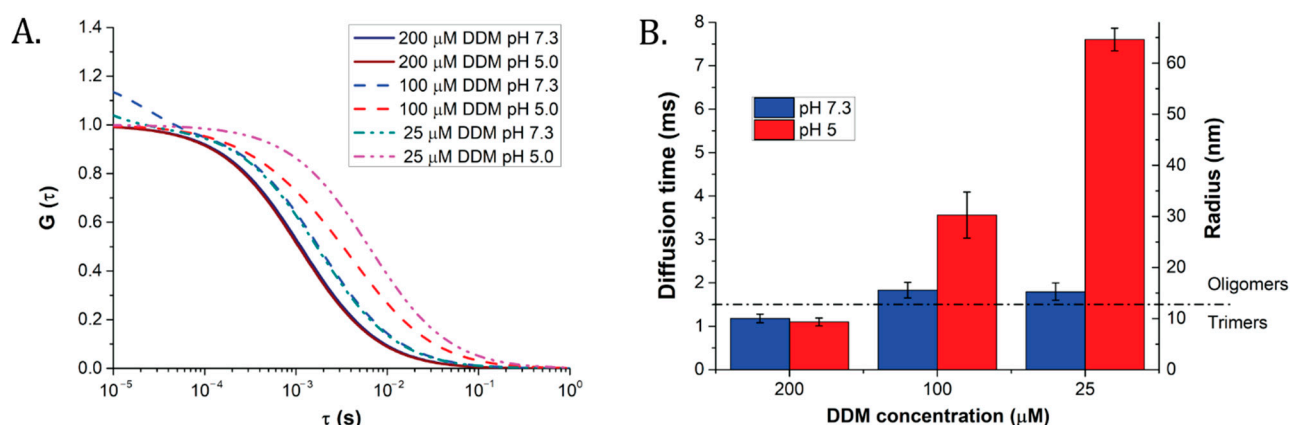 A.
1.4
1.2
1.0
0.8
0.6
0.4
0.2
0.0
G (τ)
10⁻⁵
10⁻⁴
10⁻³
10⁻²
10⁻¹
10⁰
τ (s)
200 μM DDM pH 7.3
200 μM DDM pH 5.0
100 μM DDM pH 7.3
100 μM DDM pH 5.0
25 μM DDM pH 7.3
25 μM DDM pH 5.0
B.
8
7
6
5
4
3
2
1
0
Diffusion time (ms)
pH 7.3
pH 5
60
50
40
30
20
10
0
Radius (nm)
Oligomers
Trimers
200
100
25
DDM concentration (μM)